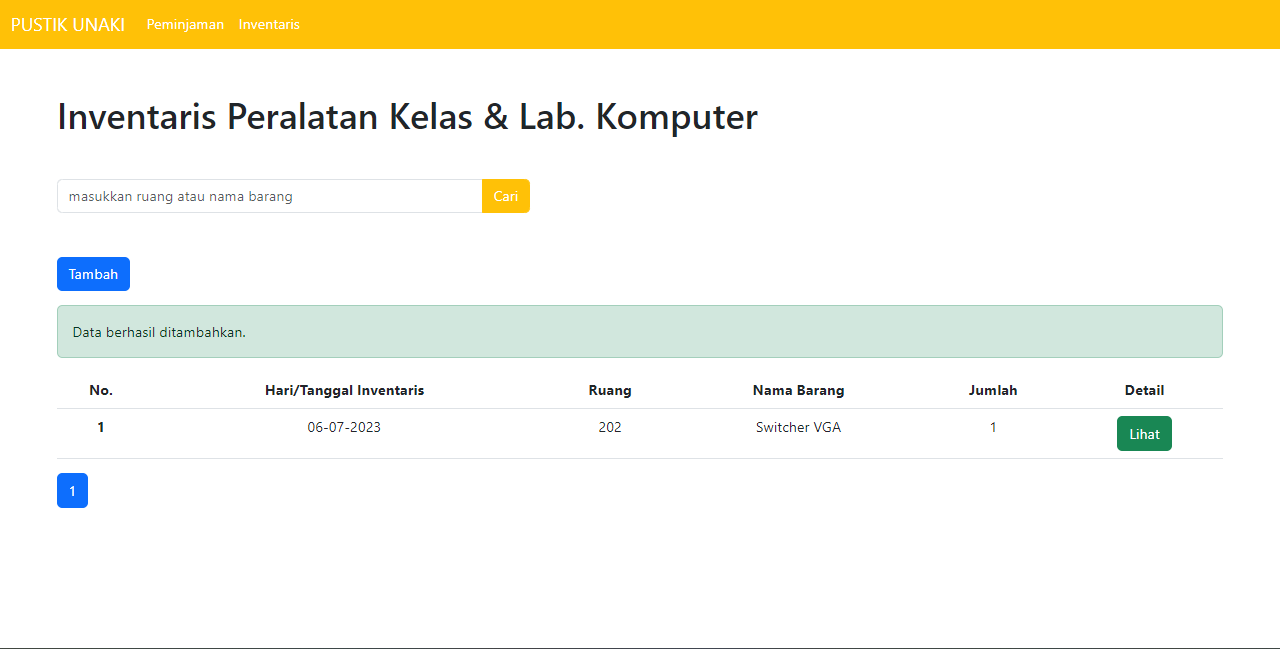 PUSTIK UNAKI Peminjaman Inventaris
Inventaris Peralatan Kelas & Lab. Komputer
masukkan ruang atau nama barang Cari
Tambah
Data berhasil ditambahkan.
No. Hari/Tanggal Inventaris Ruang Nama Barang Jumlah Detail
1 06-07-2023 202 Switcher VGA 1 Lihat
1